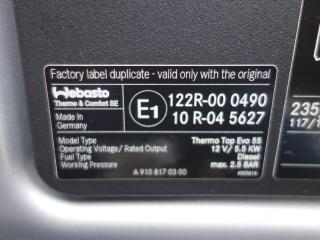 Factory label duplicate - valid only with the original
Webasto
Thermo & Comfort SE
Made in
Germany
E1
122R-00 0490
10 R-04 5627
Model Type Thermo Top Evo 55
Operating Voltage/ Rated Output 12 V/ 5.5 KW
Fuel Type Diesel
Working Pressure max. 2.5 BAR
A 910 817 03 00
235/
117/1